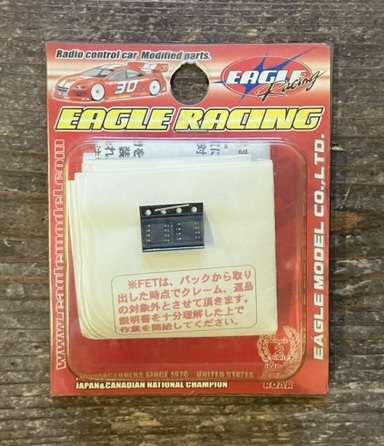 Radio control car. Modified parts.
30
EAGLE
Racing
EAGLE RACING
www.eaglemodel.com
EAGLE MODEL CO.,LTD.
※FETは、パックから取り
出した時点でクレーム、返品
の対象外とさせて頂きます。
説明書を十分理解した上で
作業を開始してください。
MANUFACTURERS SINCE 1976 UNITED STATES
JAPAN&CANADIAN NATIONAL CHAMPION